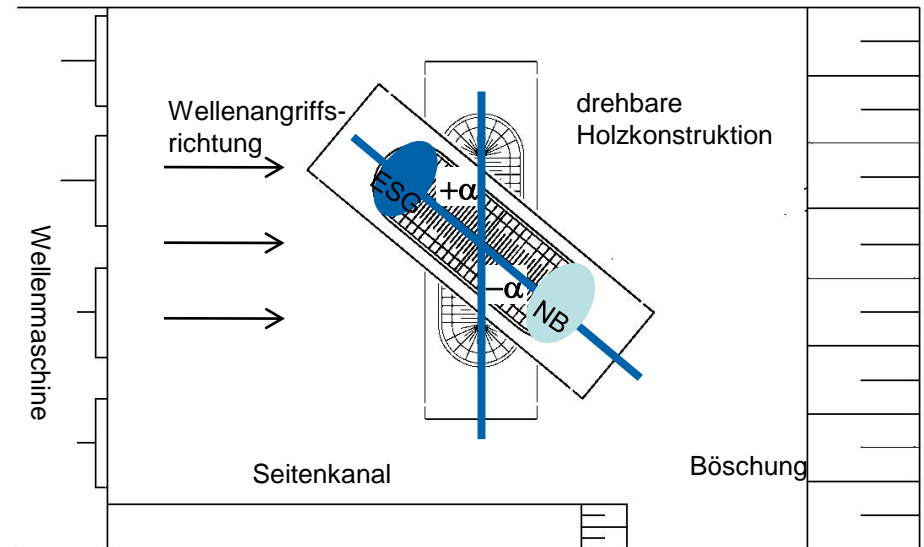 Wellenangriffs-
richtung
drehbare
Holzkonstruktion
ESG
+α
−α
NB
Wellenmaschine
Seitenkanal
Böschung